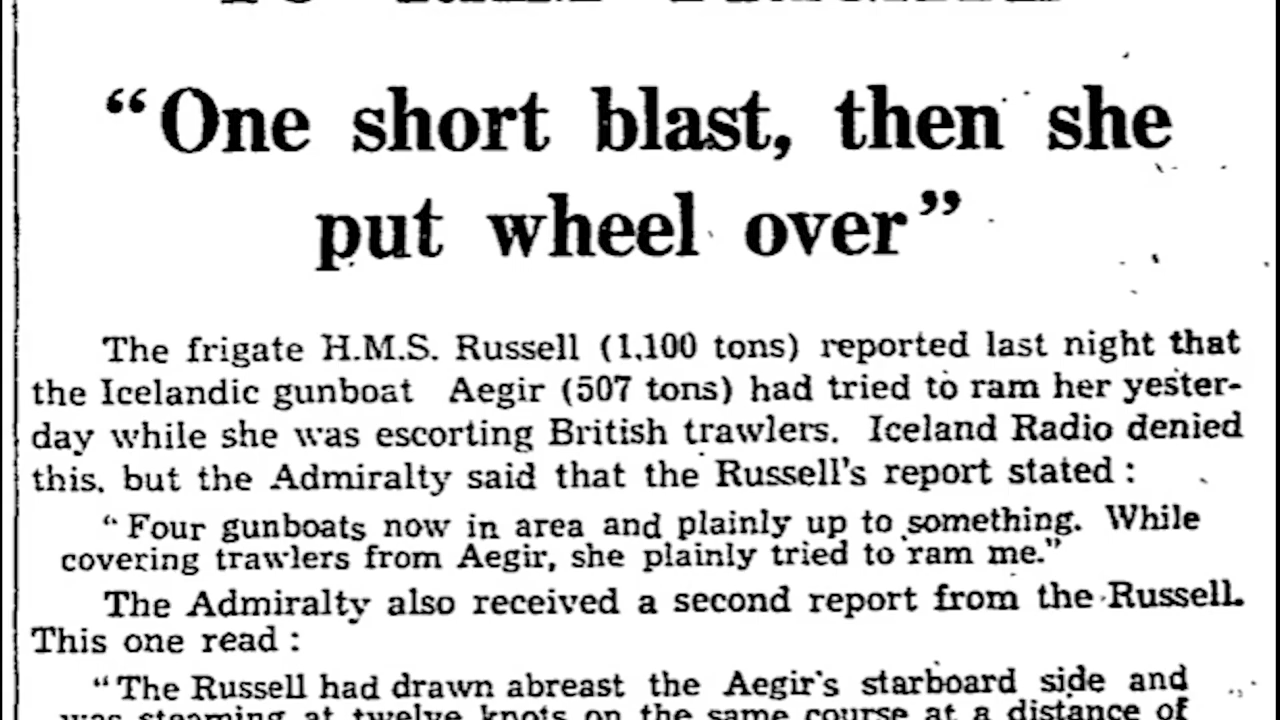 “One short blast, then she
put wheel over”
The frigate H.M.S. Russell (1,100 tons) reported last night that
the Icelandic gunboat Aegir (507 tons) had tried to ram her yester-
day while she was escorting British trawlers. Iceland Radio denied
this, but the Admiralty said that the Russell's report stated :
“ Four gunboats now in area and plainly up to something. While
covering trawlers from Aegir, she plainly tried to ram me.”
The Admiralty also received a second report from the Russell.
This one read :
“ The Russell had drawn abreast the Aegir's starboard side and
was steaming at twelve knots on the same course at a distance of